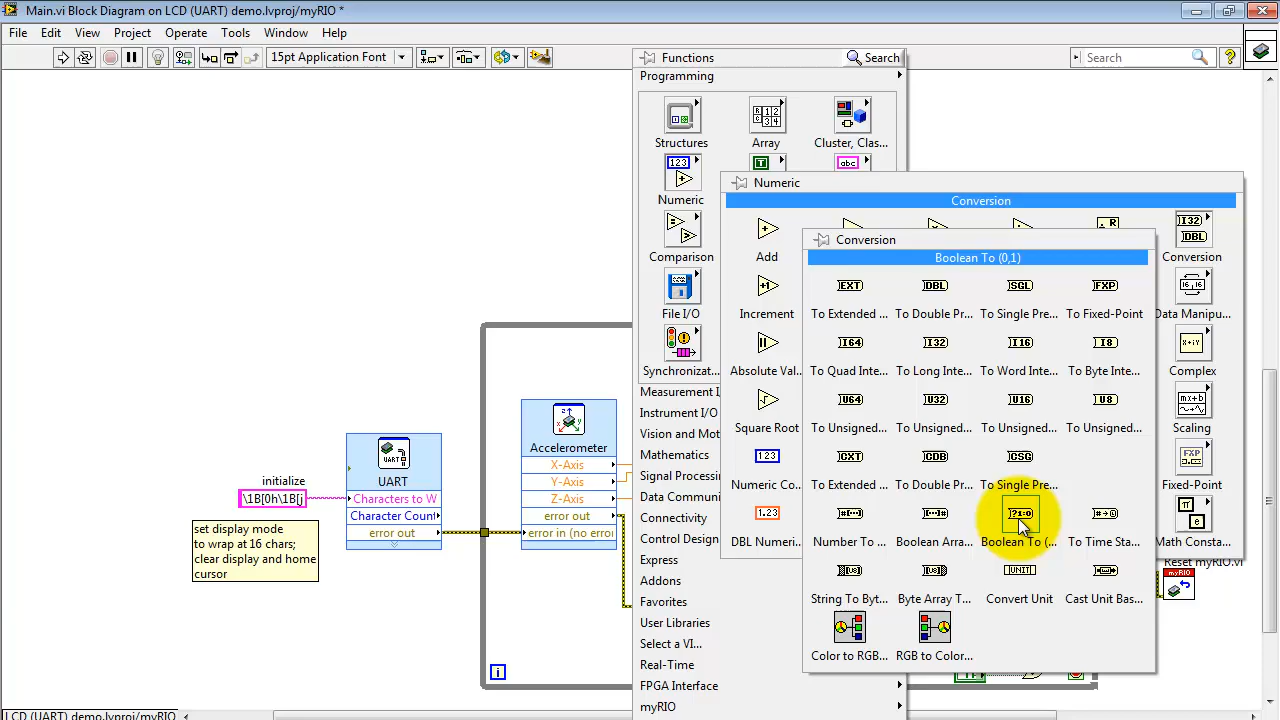 Main.vi Block Diagram on LCD (UART) demo.lvproj/myRIO *
File Edit View Project Operate Tools Window Help
15pt Application Font
Search
?
Functions
Search
Programming
Structures
Array
Cluster, Clas...
Numeric
Comparison
File I/O
Synchronizat...
Measurement I
Instrument I/O
Vision and Mot
Mathematics
Signal Processi
Data Communi
Connectivity
Control Design
Express
Addons
Favorites
User Libraries
Select a VI...
Real-Time
FPGA Interface
myRIO
Numeric
Conversion
Add
Increment
Absolute Val...
Square Root
Numeric Co...
DBL Numeri...
Conversion
Data Manipu...
Complex
Scaling
Fixed-Point
Math Consta...
Conversion
Boolean To (0,1)
EXT DBL SGL FXP
To Extended ... To Double Pr... To Single Pre... To Fixed-Point
I64 I32 I16 I8
To Quad Inte... To Long Inte... To Word Inte... To Byte Inte...
U64 U32 U16 U8
To Unsigned... To Unsigned... To Unsigned... To Unsigned...
CXT CDB CSG
To Extended ... To Double Pr... To Single Pre...
Number To ... Boolean Arra... Boolean To (... To Time Sta...
String To Byt... Byte Array T... Convert Unit Cast Unit Bas...
Color to RGB... RGB to Color...
initialize
\1B[0h\1B[j
set display mode
to wrap at 16 chars;
clear display and home
cursor
UART
UART
Characters to W
Character Count
error out
Accelerometer
X-Axis
Y-Axis
Z-Axis
error out
error in (no error
i
Reset myRIO.vi
myRIO
LCD (UART) demo.lvproj/myRIO